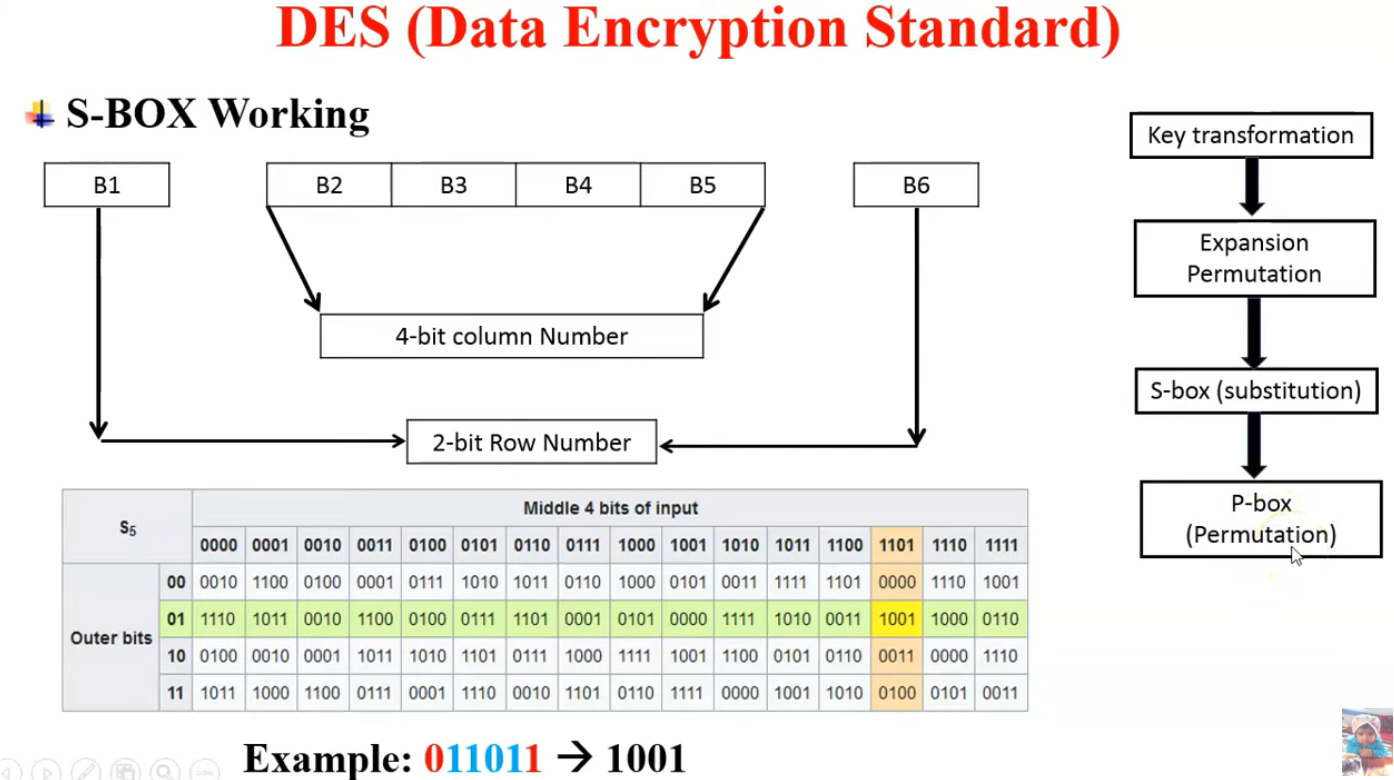 DES (Data Encryption Standard)
S-BOX Working
B1 B2 B3 B4 B5 B6
4-bit column Number
2-bit Row Number
Key transformation
Expansion
Permutation
S-box (substitution)
P-box
(Permutation)
S5 Middle 4 bits of input
0000 0001 0010 0011 0100 0101 0110 0111 1000 1001 1010 1011 1100 1101 1110 1111
Outer bits
00 0010 1100 0100 0001 0111 1010 1011 0110 1000 0101 0011 1111 1101 0000 1110 1001
01 1110 1011 0010 1100 0100 0111 1101 0001 0101 0000 1111 1010 0011 1001 1000 0110
10 0100 0010 0001 1011 1010 1101 0111 1000 1111 1001 1100 0101 0110 0011 0000 1110
11 1011 1000 1100 0111 0001 1110 0010 1101 0110 1111 0000 1001 1010 0100 0101 0011
Example: 011011 → 1001